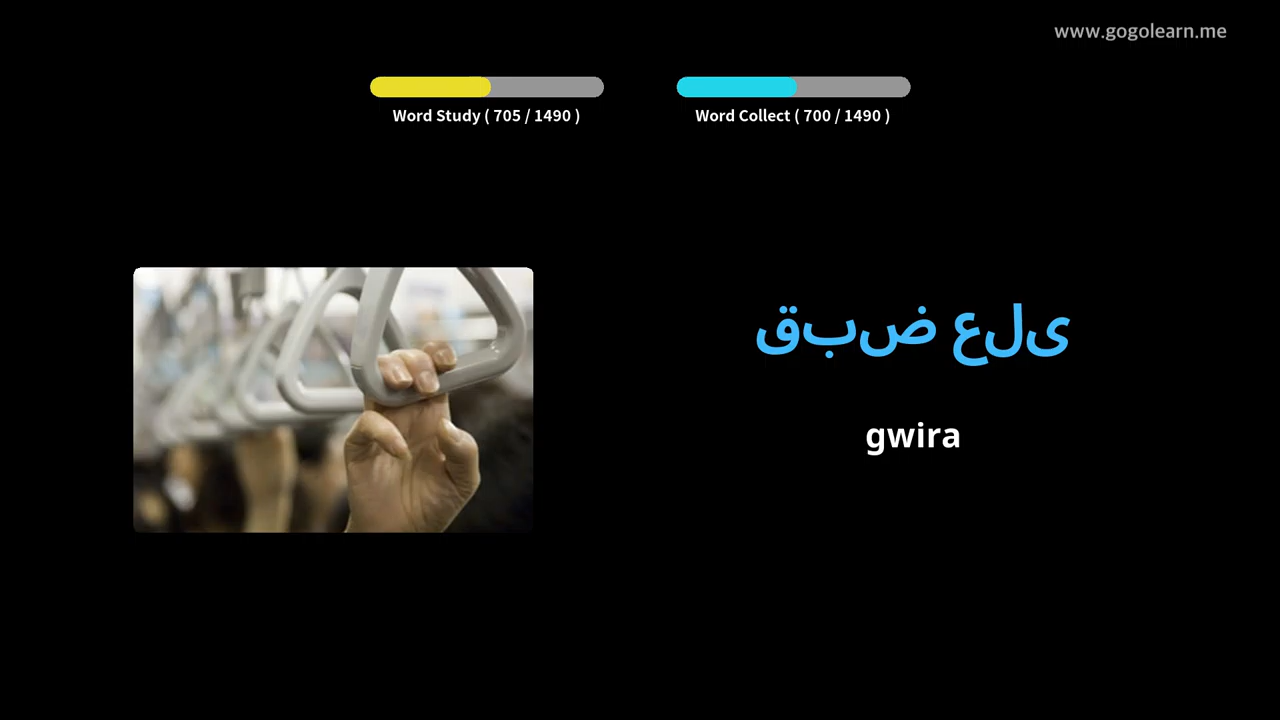 www.gogolearn.me
Word Study ( 705 / 1490 )
Word Collect ( 700 / 1490 )
قبض على
gwira